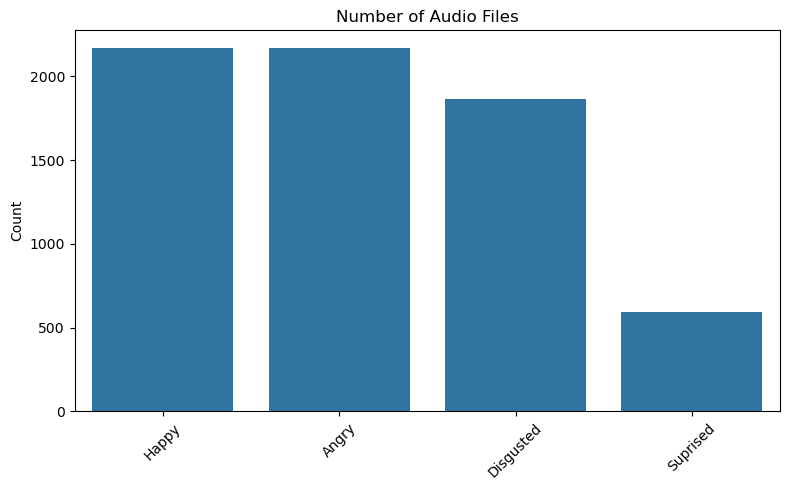 Number of Audio Files
Count
2000
1500
1000
500
0
Happy
Angry
Disgusted
Suprised